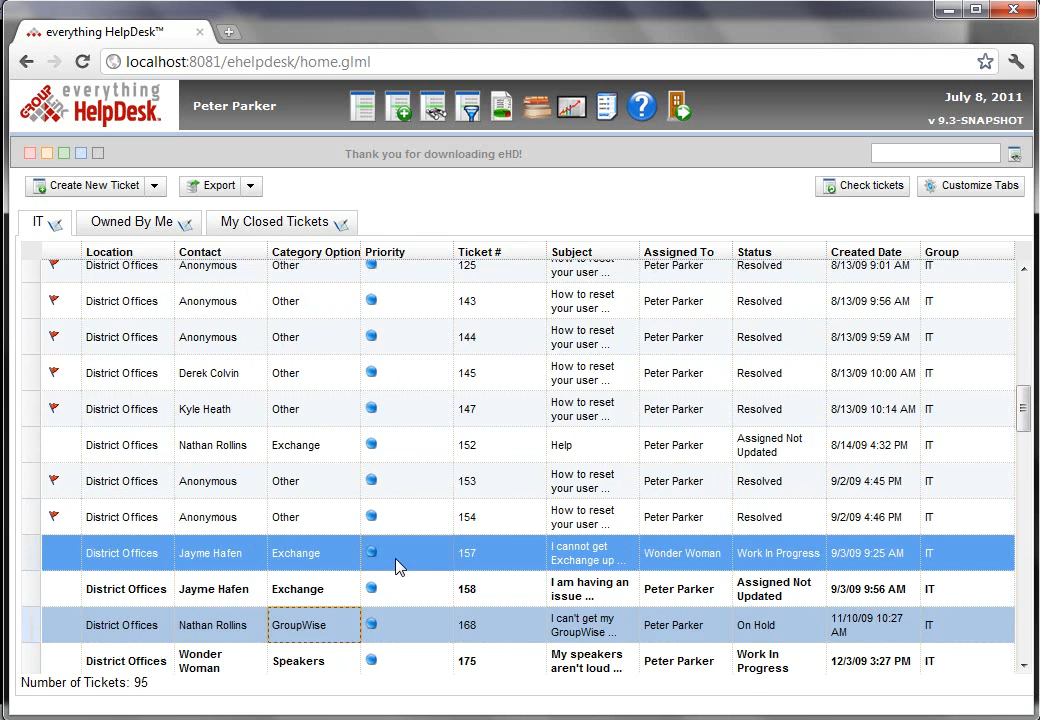 everything HelpDesk™
localhost:8081/ehelpdesk/home.glml
GROUP everything HelpDesk.
Peter Parker
July 8, 2011
v 9.3-SNAPSHOT
Thank you for downloading eHD!
Create New Ticket Export Check tickets Customize Tabs
IT Owned By Me My Closed Tickets
Location Contact Category Option Priority Ticket # Subject Assigned To Status Created Date Group
District Offices Anonymous Other 125 How to reset your user ... Peter Parker Resolved 8/13/09 9:01 AM IT
District Offices Anonymous Other 143 How to reset your user ... Peter Parker Resolved 8/13/09 9:56 AM IT
District Offices Anonymous Other 144 How to reset your user ... Peter Parker Resolved 8/13/09 9:59 AM IT
District Offices Derek Colvin Other 145 How to reset your user ... Peter Parker Resolved 8/13/09 10:00 AM IT
District Offices Kyle Heath Other 147 How to reset your user ... Peter Parker Resolved 8/13/09 10:14 AM IT
District Offices Nathan Rollins Exchange 152 Help Peter Parker Assigned Not Updated 8/14/09 4:32 PM IT
District Offices Anonymous Other 153 How to reset your user ... Peter Parker Resolved 9/2/09 4:45 PM IT
District Offices Anonymous Other 154 How to reset your user ... Peter Parker Resolved 9/2/09 4:46 PM IT
District Offices Jayme Hafen Exchange 157 I cannot get Exchange up ... Wonder Woman Work In Progress 9/3/09 9:25 AM IT
District Offices Jayme Hafen Exchange 158 I am having an issue ... Peter Parker Assigned Not Updated 9/3/09 9:56 AM IT
District Offices Nathan Rollins GroupWise 168 I can't get my GroupWise ... Peter Parker On Hold 11/10/09 10:27 AM IT
District Offices Wonder Woman Speakers 175 My speakers aren't loud ... Peter Parker Work In Progress 12/3/09 3:27 PM IT
Number of Tickets: 95